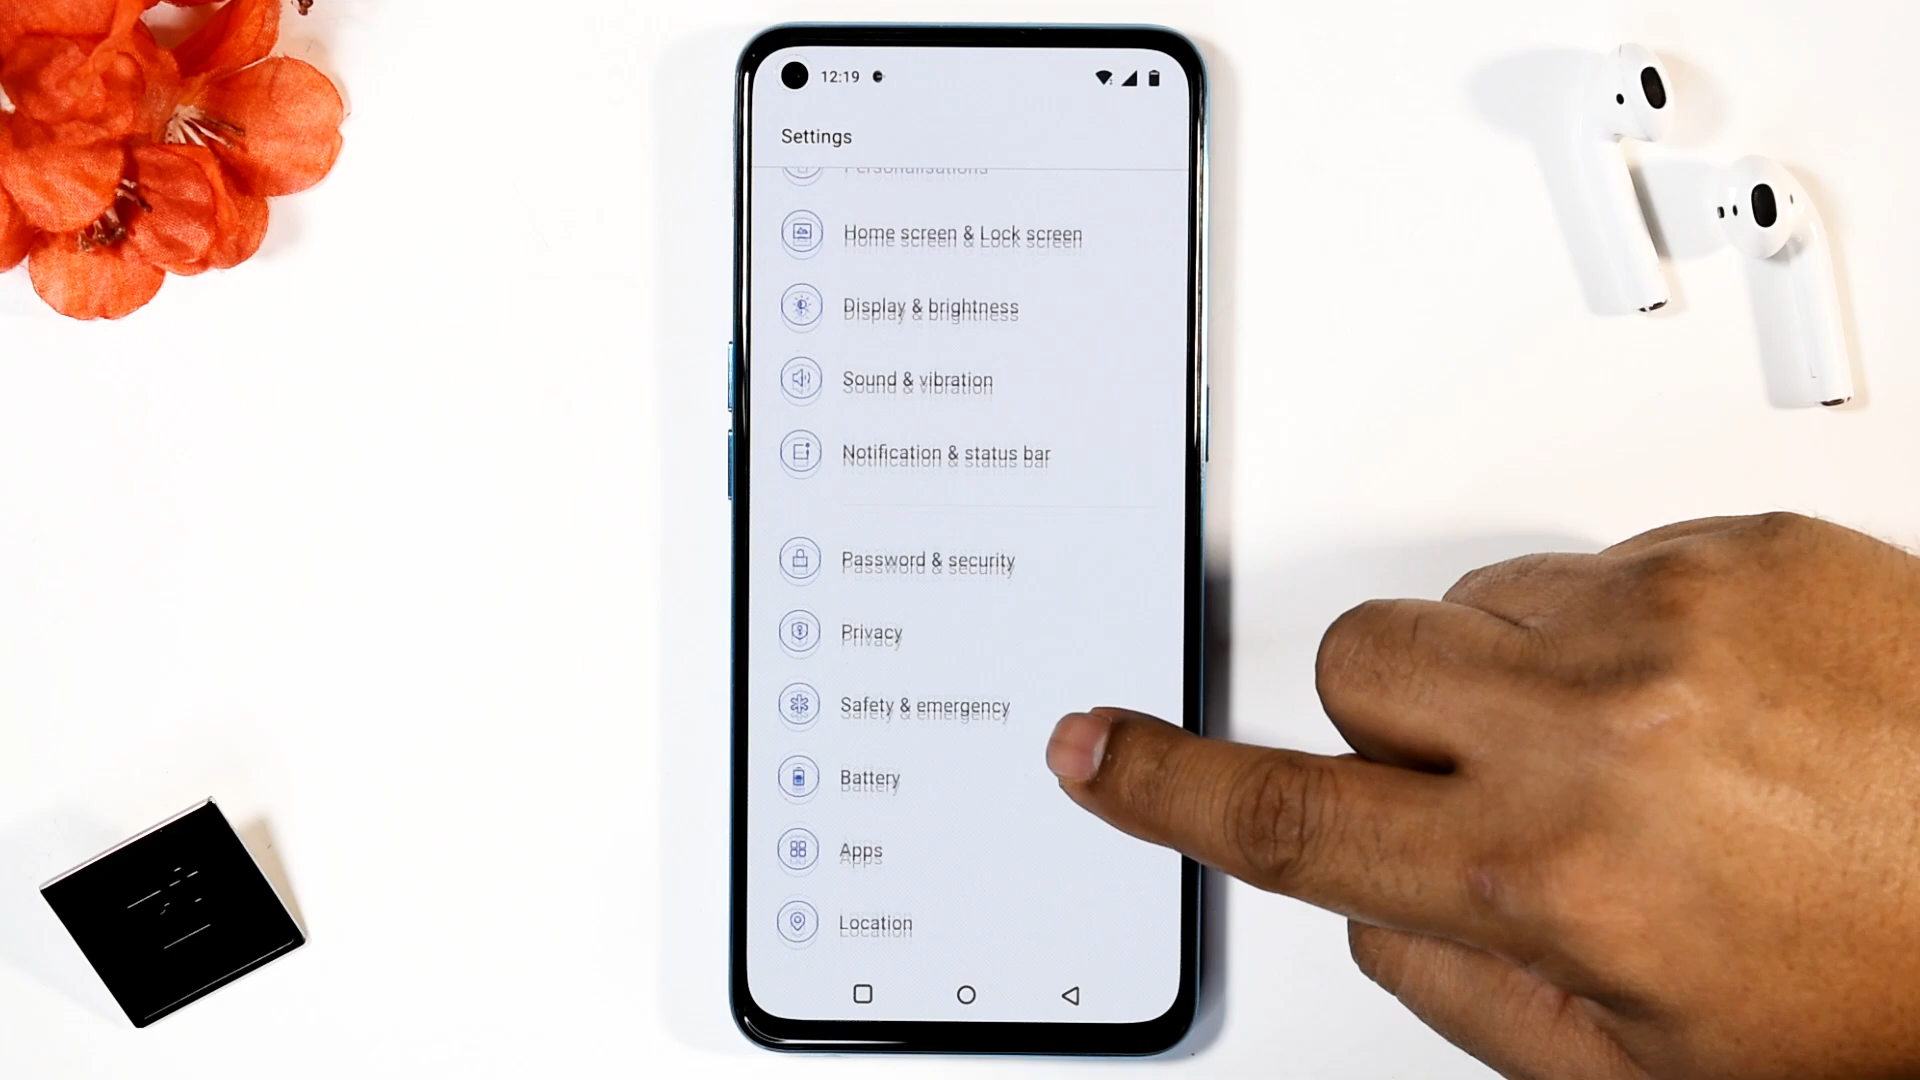 12:19
Settings
Personalisations
Home screen & Lock screen
Display & brightness
Sound & vibration
Notification & status bar
Password & security
Privacy
Safety & emergency
Battery
Apps
Location